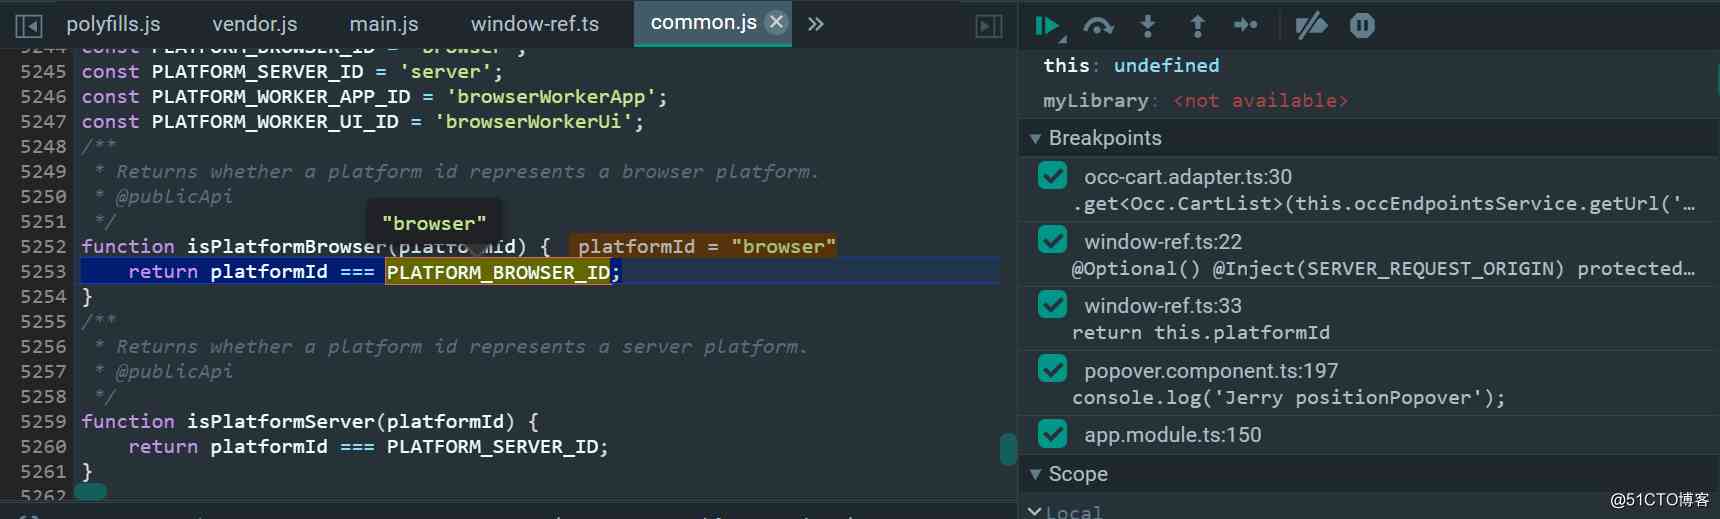 polyfills.js vendor.js main.js window-ref.ts common.js × »
5244 const PLATFORM_BROWSER_ID = 'browser';
5245 const PLATFORM_SERVER_ID = 'server';
5246 const PLATFORM_WORKER_APP_ID = 'browserWorkerApp';
5247 const PLATFORM_WORKER_UI_ID = 'browserWorkerUi';
5248 /**
5249 * Returns whether a platform id represents a browser platform.
5250 * @publicApi
5251 */
"browser"
5252 function isPlatformBrowser(platformId) { platformId = "browser"
5253 return platformId === PLATFORM_BROWSER_ID;
5254 }
5255 /**
5256 * Returns whether a platform id represents a server platform.
5257 * @publicApi
5258 */
5259 function isPlatformServer(platformId) {
5260 return platformId === PLATFORM_SERVER_ID;
5261 }
5262
this: undefined
myLibrary: <not available>
Breakpoints
occ-cart.adapter.ts:30
.get<Occ.CartList>(this.occEndpointsService.getUrl('…
window-ref.ts:22
@Optional() @Inject(SERVER_REQUEST_ORIGIN) protected…
window-ref.ts:33
return this.platformId
popover.component.ts:197
console.log('Jerry positionPopover');
app.module.ts:150
Scope
Local
@51CTO博客